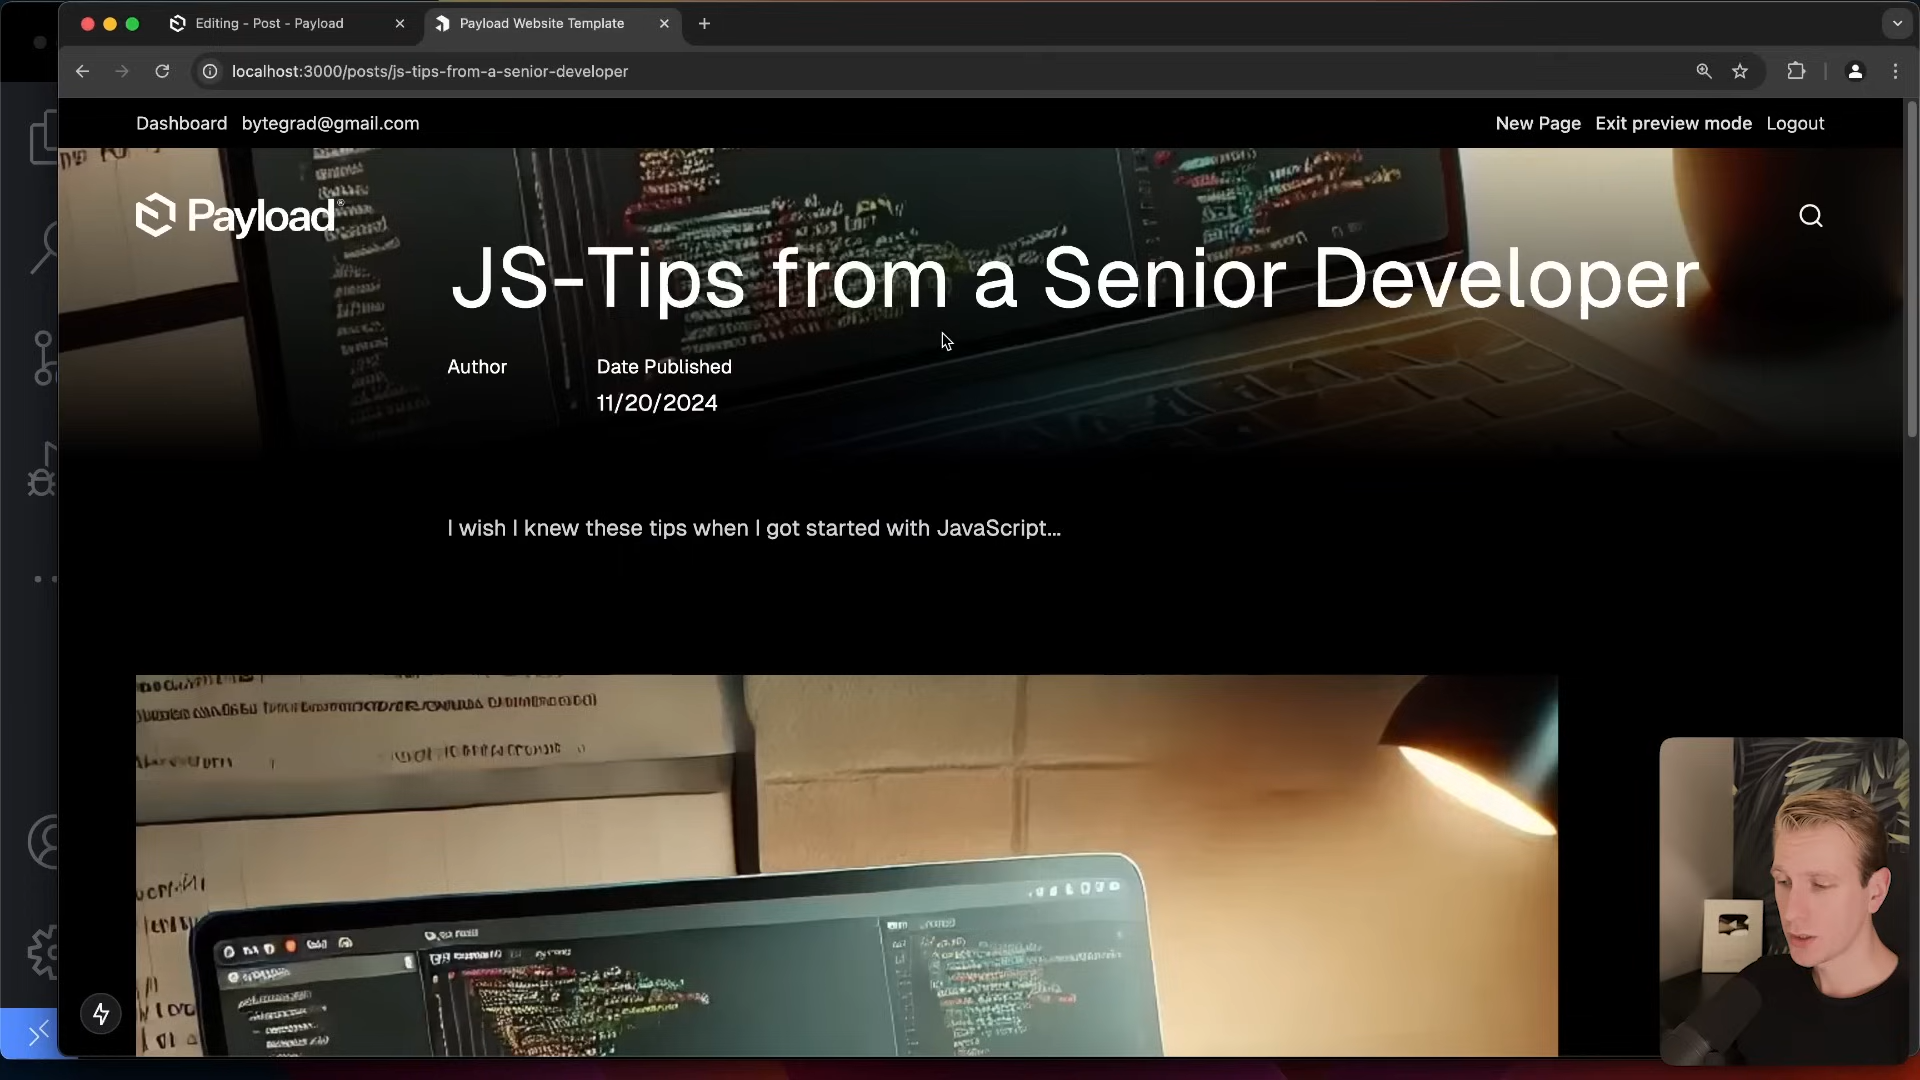 Editing - Post - Payload
Payload Website Template
localhost:3000/posts/js-tips-from-a-senior-developer
Dashboard bytegrad@gmail.com
New Page Exit preview mode Logout
Payload®
JS-Tips from a Senior Developer
Author
Date Published
11/20/2024
I wish I knew these tips when I got started with JavaScript...